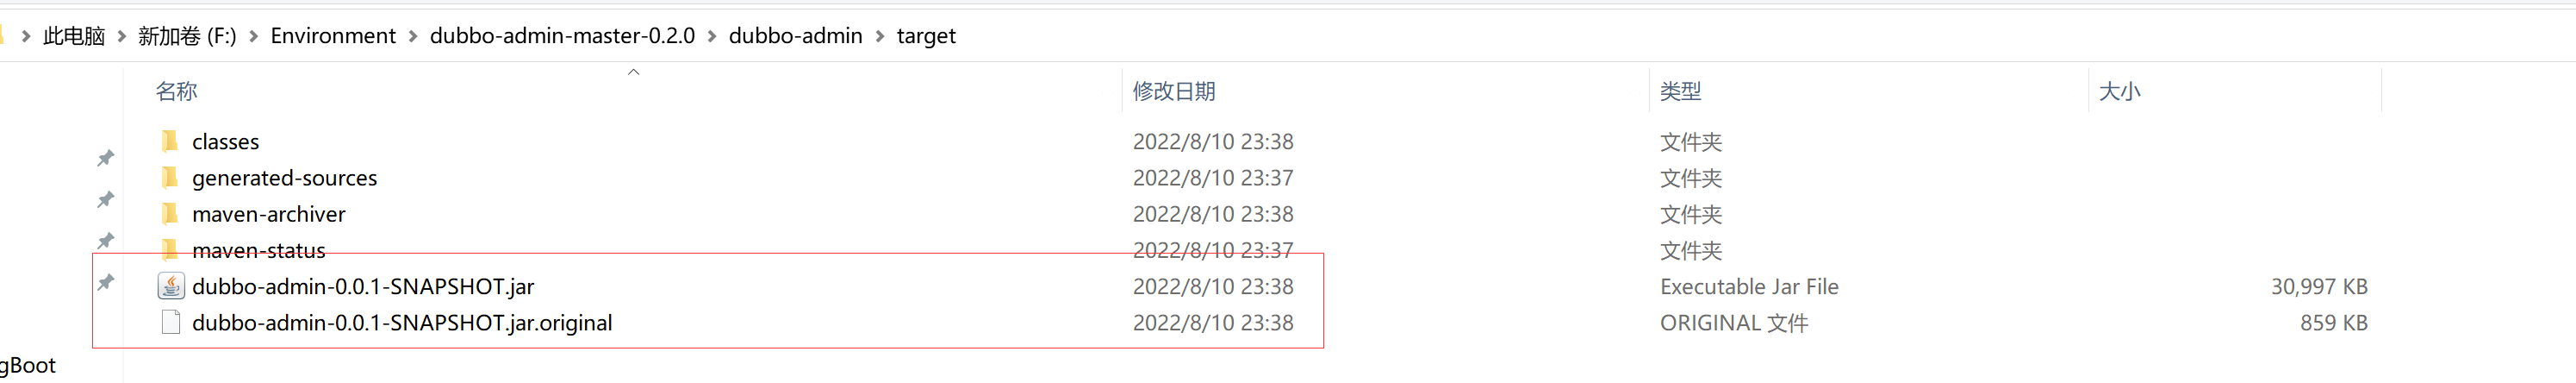 此电脑 > 新加卷 (F:) > Environment > dubbo-admin-master-0.2.0 > dubbo-admin > target
名称 修改日期 类型 大小
classes 2022/8/10 23:38 文件夹
generated-sources 2022/8/10 23:37 文件夹
maven-archiver 2022/8/10 23:38 文件夹
maven-status 2022/8/10 23:37 文件夹
dubbo-admin-0.0.1-SNAPSHOT.jar 2022/8/10 23:38 Executable Jar File 30,997 KB
dubbo-admin-0.0.1-SNAPSHOT.jar.original 2022/8/10 23:38 ORIGINAL 文件 859 KB
gBoot